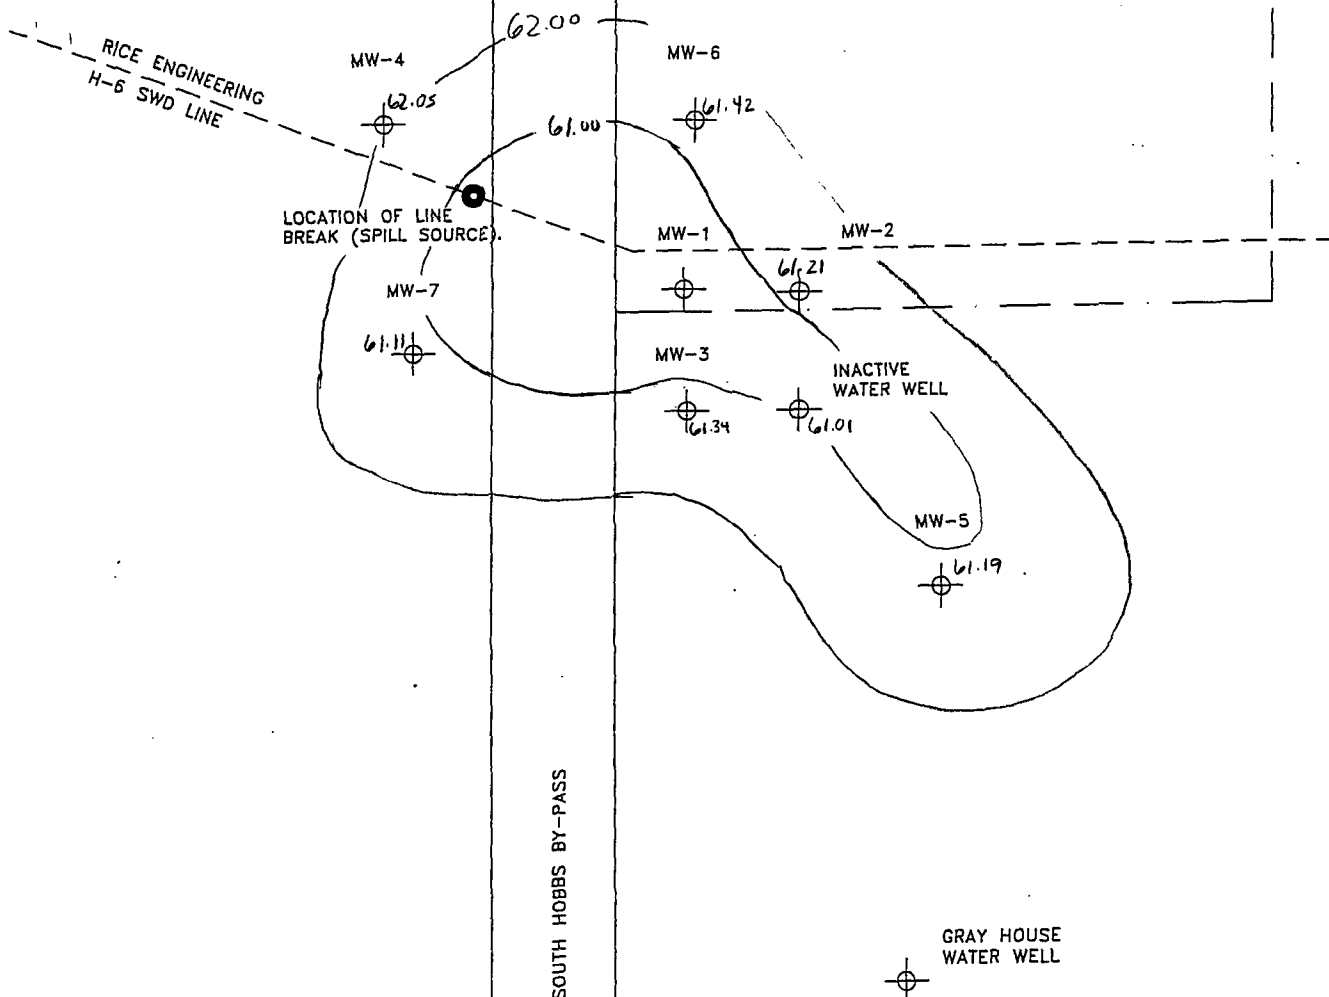 62.00
RICE ENGINEERING
H-6 SWD LINE
MW-4
MW-6
62.05
61.42
61.00
LOCATION OF LINE
BREAK (SPILL SOURCE).
MW-1
MW-2
61.21
MW-7
61.11
MW-3
INACTIVE
WATER WELL
61.34
61.01
MW-5
61.19
SOUTH HOBBS BY-PASS
GRAY HOUSE
WATER WELL